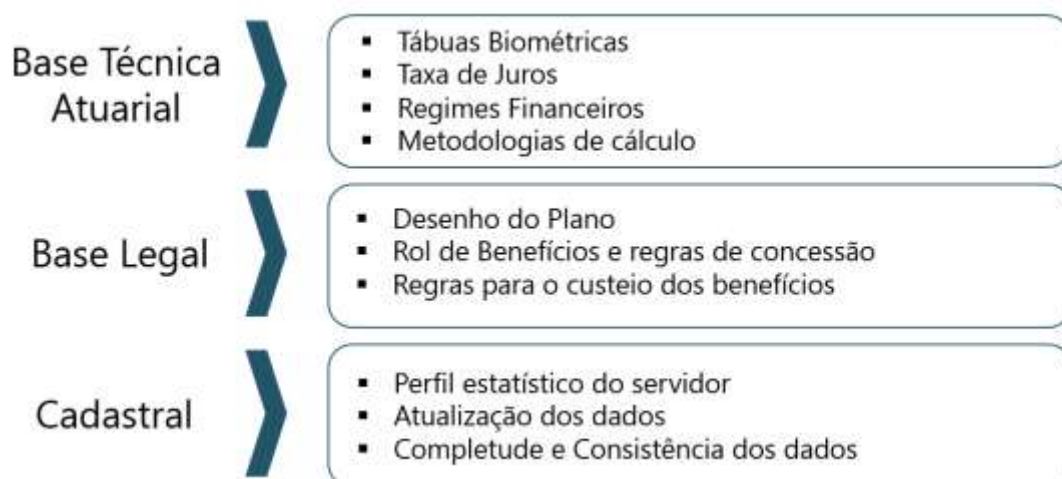 Base Técnica
Atuarial
▪ Tábuas Biométricas
▪ Taxa de Juros
▪ Regimes Financeiros
▪ Metodologias de cálculo
Base Legal
▪ Desenho do Plano
▪ Rol de Benefícios e regras de concessão
▪ Regras para o custeio dos benefícios
Cadastral
▪ Perfil estatístico do servidor
▪ Atualização dos dados
▪ Completude e Consistência dos dados